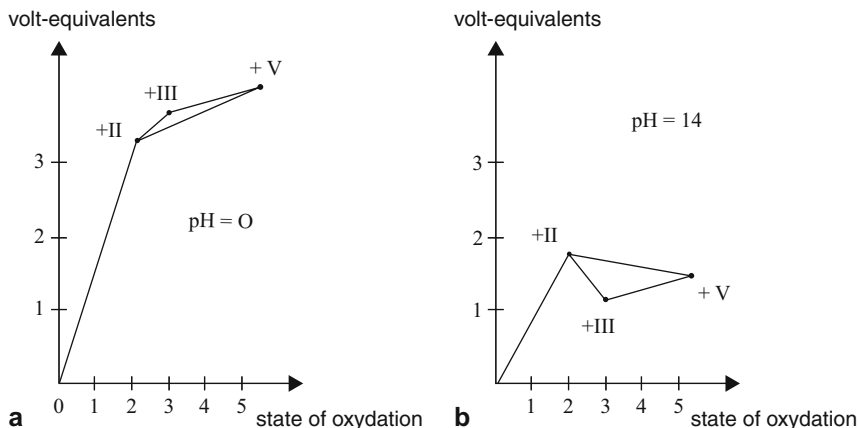 volt-equivalents
+ V
+III
+II
3
pH = O
2
1
0 1 2 3 4 5
a
state of oxydation
volt-equivalents
pH = 14
3
+II
2
+ V
1
+III
1 2 3 4 5
b
state of oxydation